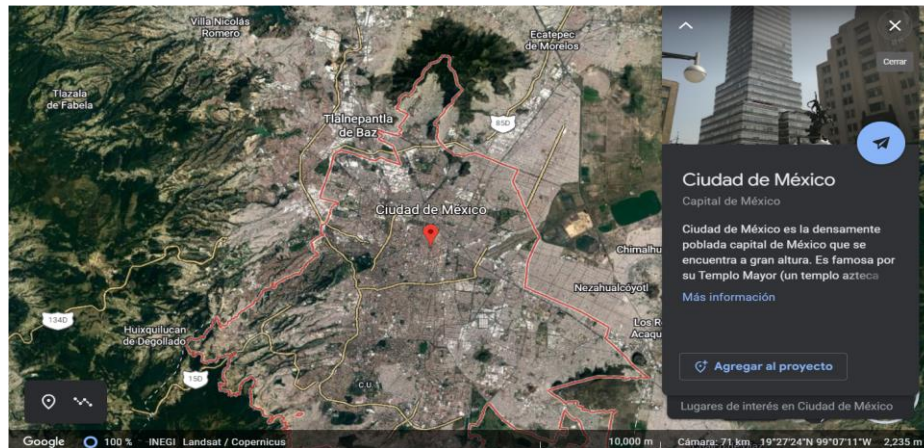 Villa Nicolás
Romero
Ecatepec
de Morelos
Tlazala
de Fabela
Tlalnepantla
de Baz
85D
Ciudad de México
Chimalhu
Nezahualcóyotl
134D
Huixquilucan
de Degollado
Los R
Acaqu
15D
C.U.
Cerrar
Ciudad de México
Capital de México
Ciudad de México es la densamente
poblada capital de México que se
encuentra a gran altura. Es famosa por
su Templo Mayor (un templo azteca
Más información
Agregar al proyecto
Lugares de interés en Ciudad de México
Google 100 % INEGI Landsat / Copernicus 10,000 m Cámara: 71 km 19°27'24"N 99°07'11"W 2,235 m